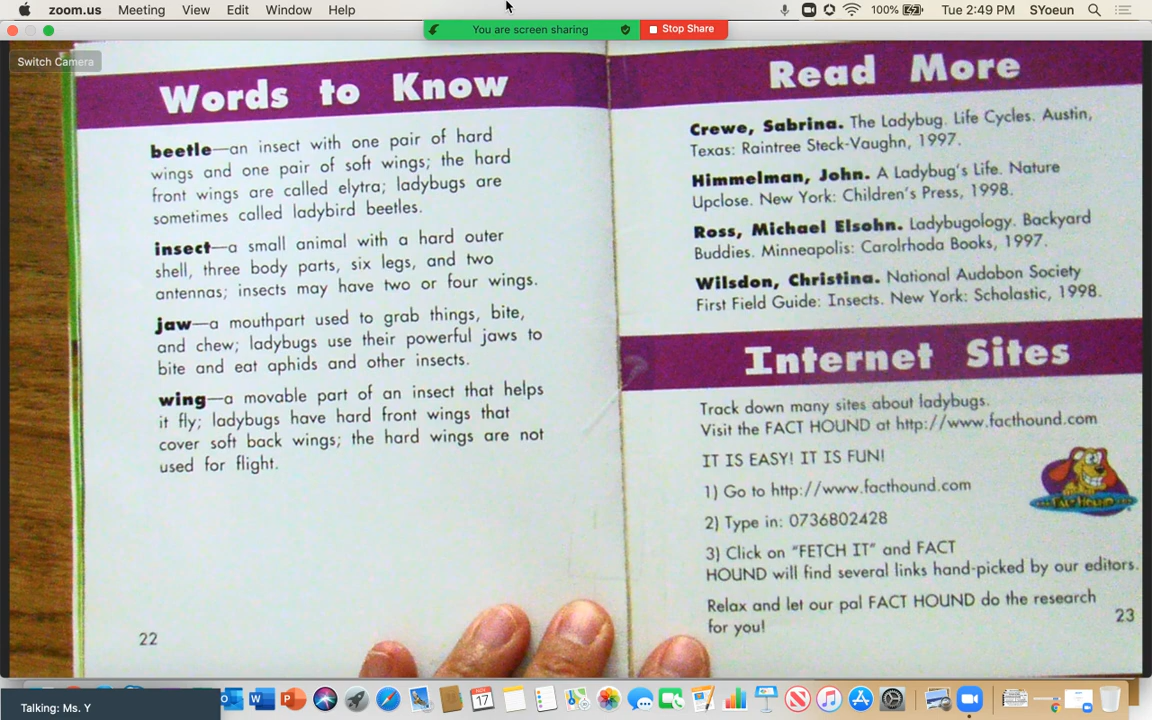 zoom.us Meeting View Edit Window Help 100% Tue 2:49 PM SYoeun
You are screen sharing Stop Share
Switch Camera
Words to Know
beetle—an insect with one pair of hard
wings and one pair of soft wings; the hard
front wings are called elytra; ladybugs are
sometimes called ladybird beetles.
insect—a small animal with a hard outer
shell, three body parts, six legs, and two
antennas; insects may have two or four wings.
jaw—a mouthpart used to grab things, bite,
and chew; ladybugs use their powerful jaws to
bite and eat aphids and other insects.
wing—a movable part of an insect that helps
it fly; ladybugs have hard front wings that
cover soft back wings; the hard wings are not
used for flight.
22
Read More
Crewe, Sabrina. The Ladybug. Life Cycles. Austin,
Texas: Raintree Steck-Vaughn, 1997.
Himmelman, John. A Ladybug's Life. Nature
Upclose. New York: Children's Press, 1998.
Ross, Michael Elsohn. Ladybugology. Backyard
Buddies. Minneapolis: Carolrhoda Books, 1997.
Wilsdon, Christina. National Audobon Society
First Field Guide: Insects. New York: Scholastic, 1998.
Internet Sites
Track down many sites about ladybugs.
Visit the FACT HOUND at http://www.facthound.com
IT IS EASY! IT IS FUN!
1) Go to http://www.facthound.com
2) Type in: 0736802428
3) Click on "FETCH IT" and FACT
HOUND will find several links hand-picked by our editors.
Relax and let our pal FACT HOUND do the research
for you!
FACT HOUND
23
Talking: Ms. Y
17